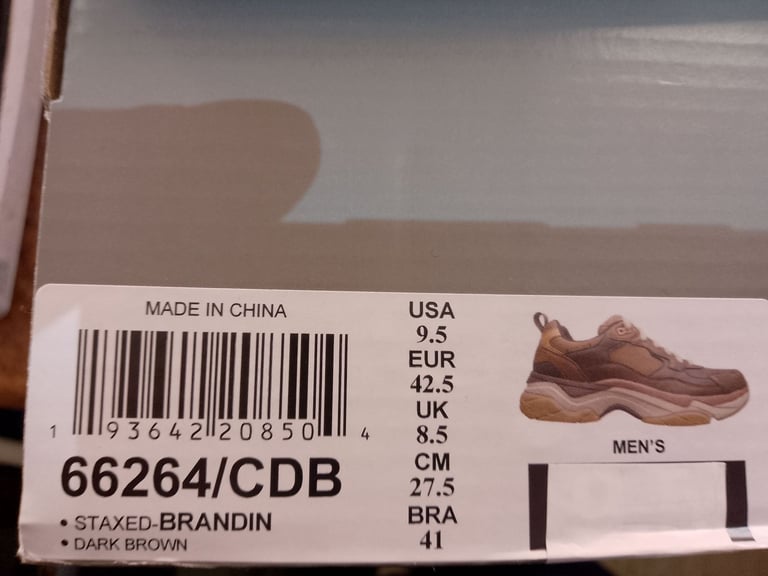 MADE IN CHINA
1 93642 20850 4
66264/CDB
• STAXED-BRANDIN
• DARK BROWN
USA
9.5
EUR
42.5
UK
8.5
CM
27.5
BRA
41
MEN'S